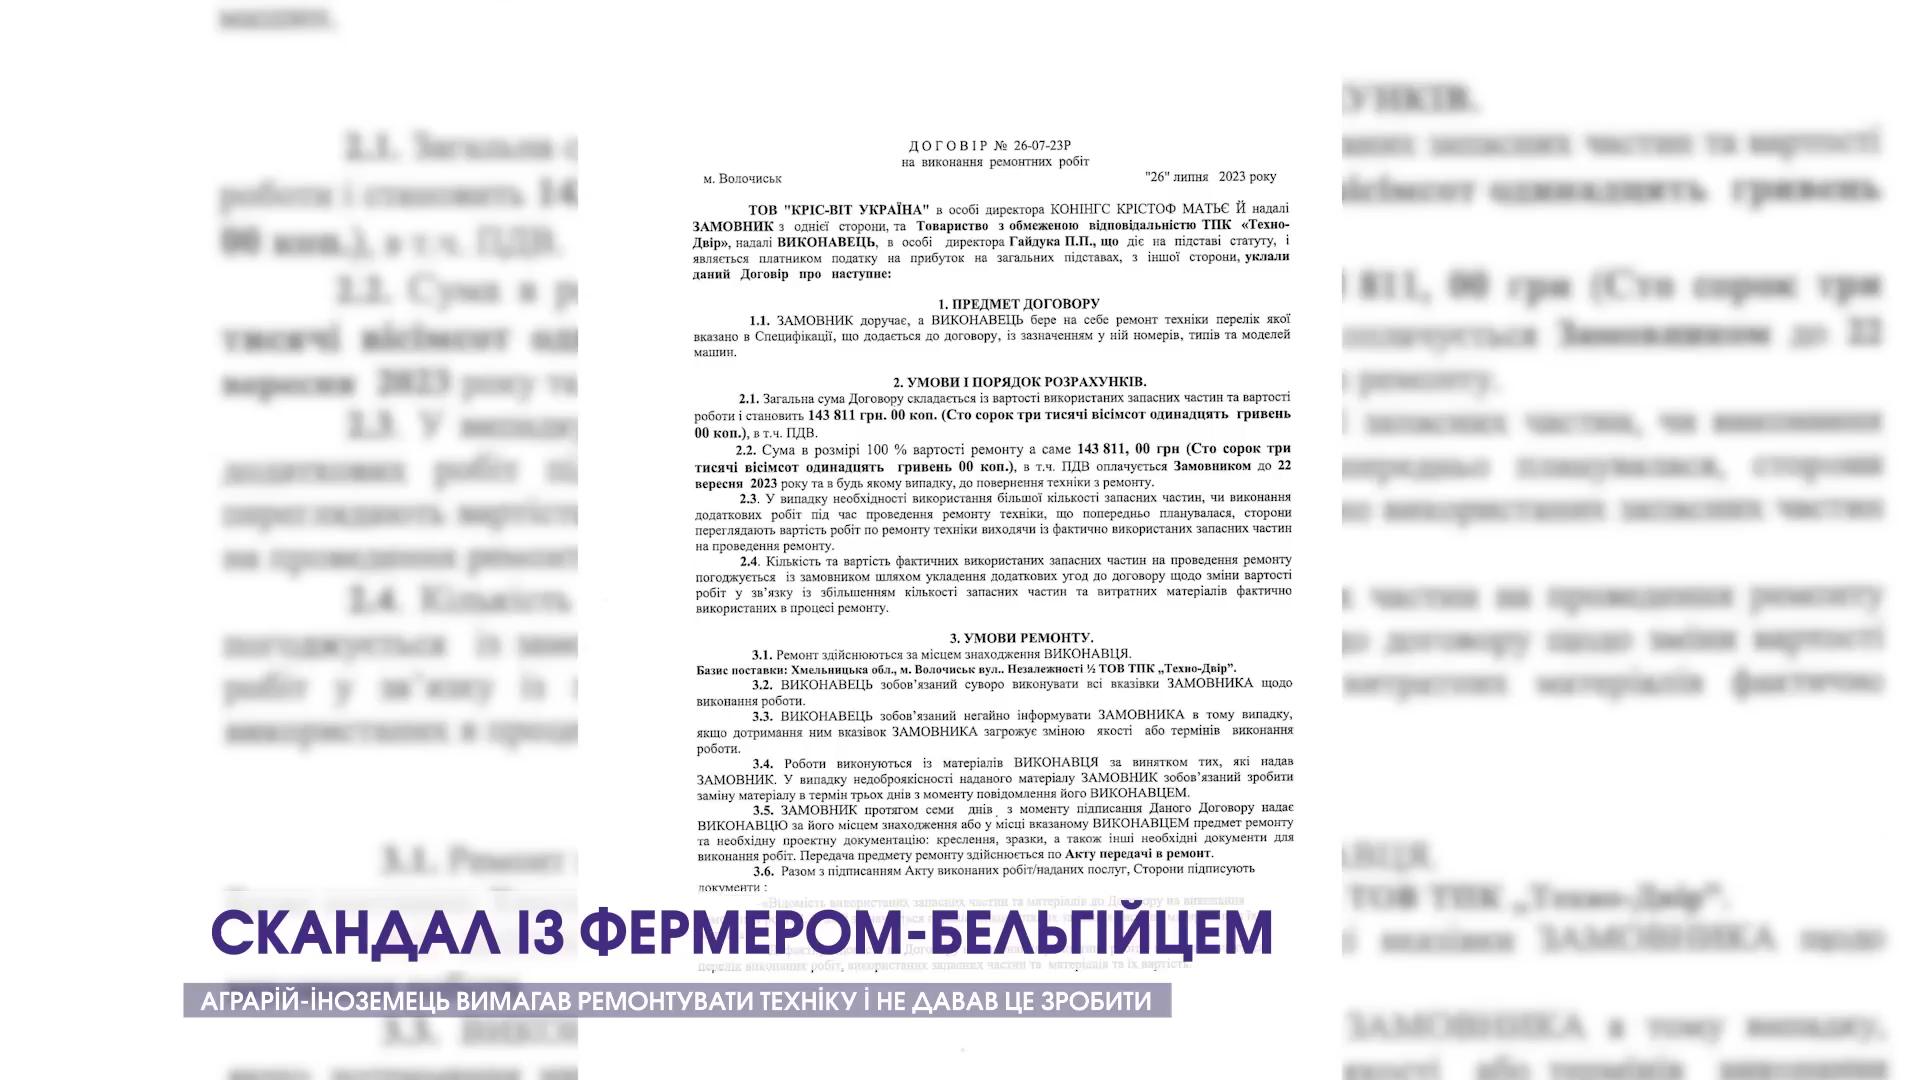 Д О Г О В І Р № 26-07-23Р
на виконання ремонтних робіт
м. Волочиськ "26" липня 2023 року
ТОВ "КРІС-ВІТ УКРАЇНА" в особі директора КОНІНГС КРІСТОФ МАТЬЄ Й надалі
ЗАМОВНИК з однієї сторони, та Товариство з обмеженою відповідальністю ТПК «Техно-
Двір», надалі ВИКОНАВЕЦЬ, в особі директора Гайдука П.П., що діє на підставі статуту, і
являється платником податку на прибуток на загальних підставах, з іншої сторони, уклали
даний Договір про наступне:
1. ПРЕДМЕТ ДОГОВОРУ
1.1. ЗАМОВНИК доручає, а ВИКОНАВЕЦЬ бере на себе ремонт техніки перелік якої
вказано в Специфікації, що додається до договору, із зазначенням у ній номерів, типів та моделей
машин.
2. УМОВИ І ПОРЯДОК РОЗРАХУНКІВ.
2.1. Загальна сума Договору складається із вартості використаних запасних частин та вартості
роботи і становить 143 811 грн. 00 коп. (Сто сорок три тисячі вісімсот одинадцять гривень
00 коп.), в т.ч. ПДВ.
2.2. Сума в розмірі 100 % вартості ремонту а саме 143 811, 00 грн (Сто сорок три
тисячі вісімсот одинадцять гривень 00 коп.), в т.ч. ПДВ оплачується Замовником до 22
вересня 2023 року та в будь якому випадку, до повернення техніки з ремонту.
2.3. У випадку необхідності використання більшої кількості запасних частин, чи виконання
додаткових робіт під час проведення ремонту техніки, що попередньо планувалася, сторони
переглядають вартість робіт по ремонту техніки виходячи із фактично використаних запасних частин
на проведення ремонту.
2.4. Кількість та вартість фактичних використаних запасних частин на проведення ремонту
погоджується із замовником шляхом укладення додаткових угод до договору щодо зміни вартості
робіт у зв’язку із збільшенням кількості запасних частин та витратних матеріалів фактично
використаних в процесі ремонту.
3. УМОВИ РЕМОНТУ.
3.1. Ремонт здійснюються за місцем знаходження ВИКОНАВЦЯ.
Базис поставки: Хмельницька обл., м. Волочиськ вул.. Незалежності ½ ТОВ ТПК „Техно-Двір”.
3.2. ВИКОНАВЕЦЬ зобов’язаний суворо виконувати всі вказівки ЗАМОВНИКА щодо
виконання роботи.
3.3. ВИКОНАВЕЦЬ зобов’язаний негайно інформувати ЗАМОВНИКА в тому випадку,
якщо дотримання ним вказівок ЗАМОВНИКА загрожує зміною якості або термінів виконання
роботи.
3.4. Роботи виконуються із матеріалів ВИКОНАВЦЯ за винятком тих, які надав
ЗАМОВНИК. У випадку недоброякісності наданого матеріалу ЗАМОВНИК зобов’язаний зробити
заміну матеріалу в термін трьох днів з моменту повідомлення його ВИКОНАВЦЕМ.
3.5. ЗАМОВНИК протягом семи днів з моменту підписання Даного Договору надає
ВИКОНАВЦЮ за його місцем знаходження або у місці вказаному ВИКОНАВЦЕМ предмет ремонту
та необхідну проектну документацію: креслення, зразки, а також інші необхідні документи для
виконання робіт. Передача предмету ремонту здійснюється по Акту передачі в ремонт.
3.6. Разом з підписанням Акту виконаних робіт/наданих послуг, Сторони підписують
документи :
-«Відомість використаних запасних частин та матеріалів до Договору на виконання
перелік виконаних робіт, використаних запасних частин та матеріалів та їх вартість.
СКАНДАЛ ІЗ ФЕРМЕРОМ-БЕЛЬГІЙЦЕМ
АГРАРІЙ-ІНОЗЕМЕЦЬ ВИМАГАВ РЕМОНТУВАТИ ТЕХНІКУ І НЕ ДАВАВ ЦЕ ЗРОБИТИ